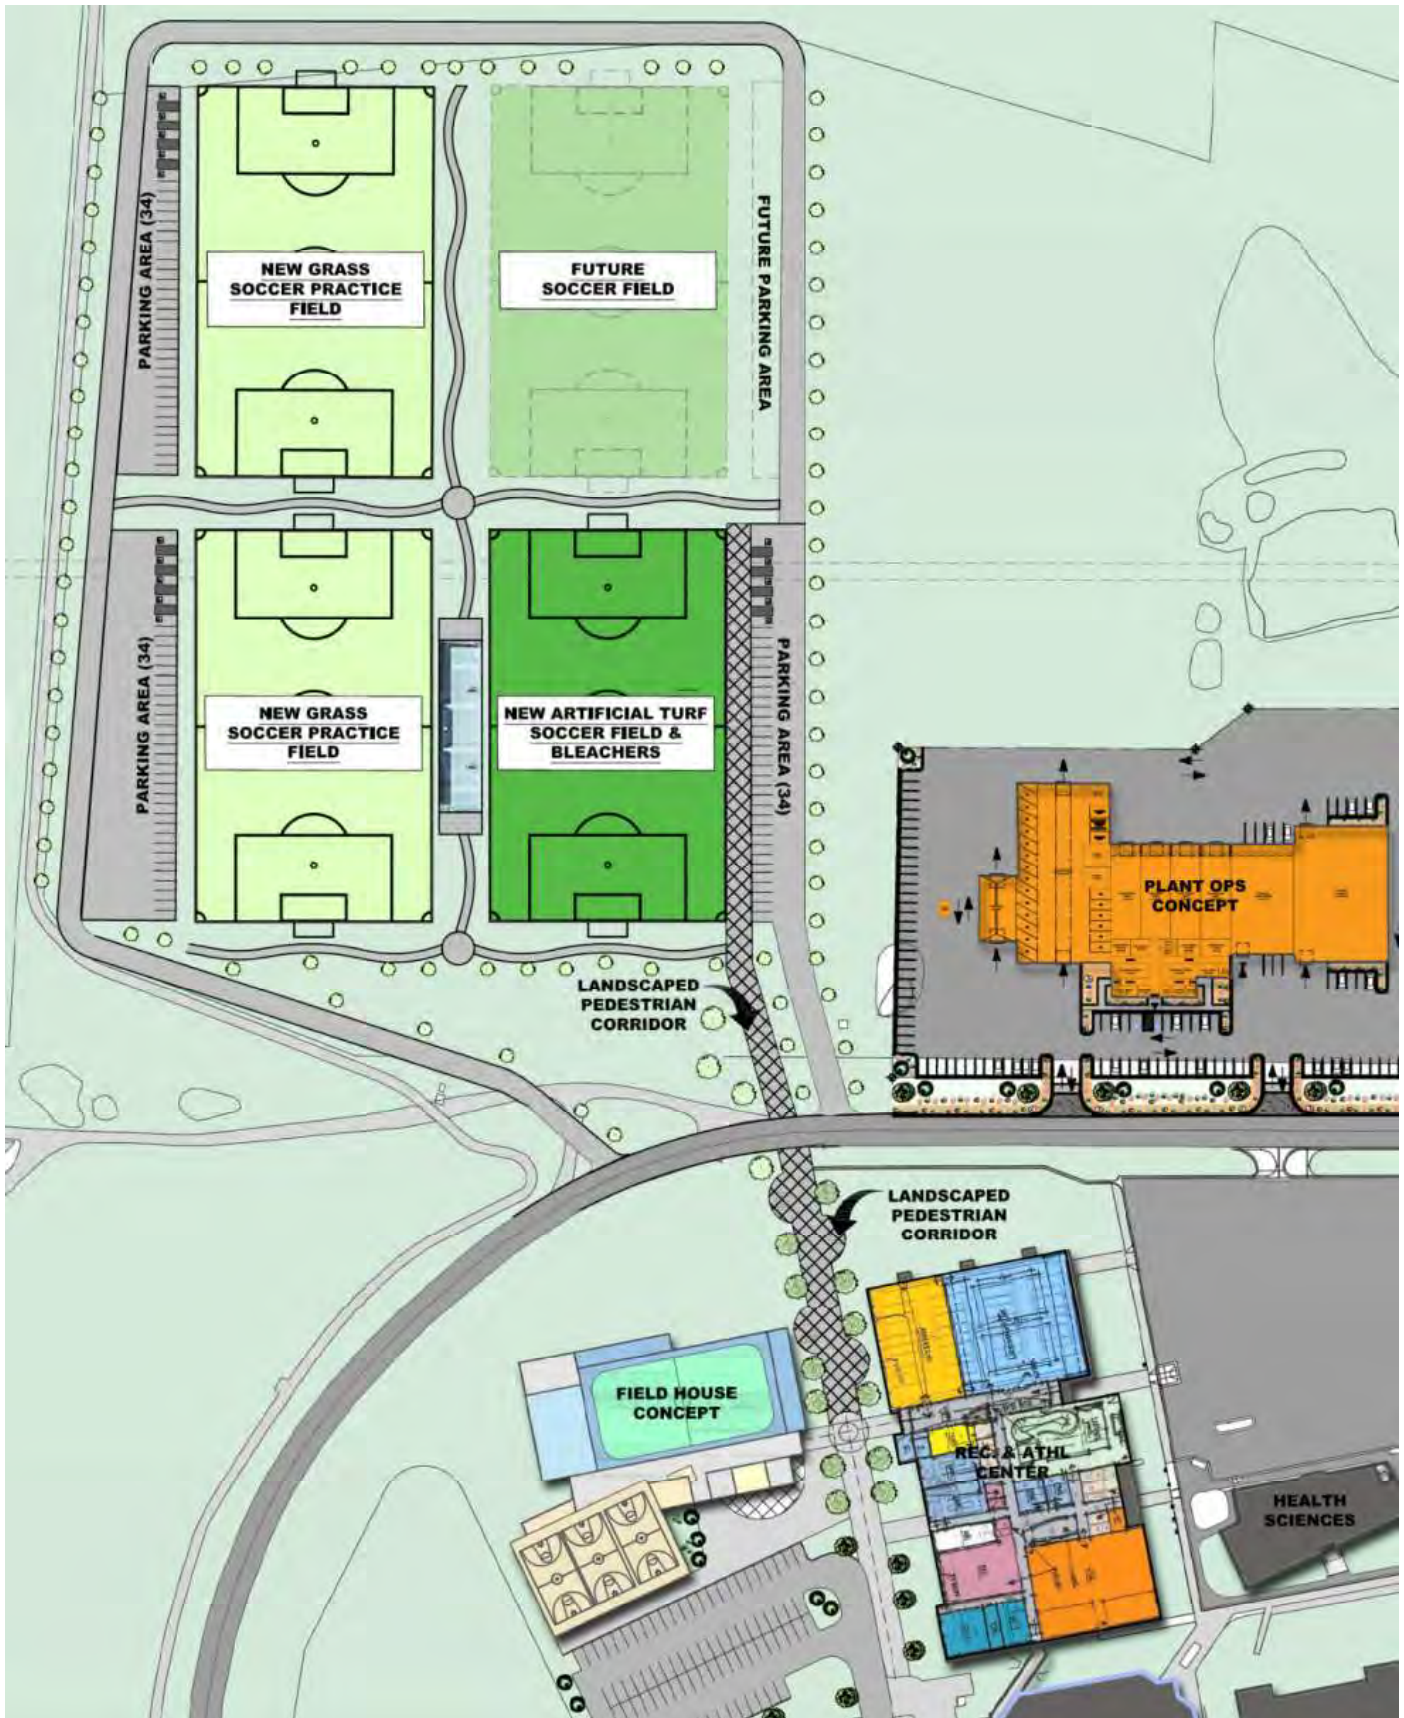 PARKING AREA (34)
NEW GRASS
SOCCER PRACTICE
FIELD
FUTURE
SOCCER FIELD
FUTURE PARKING AREA
PARKING AREA (34)
NEW GRASS
SOCCER PRACTICE
FIELD
NEW ARTIFICIAL TURF
SOCCER FIELD &
BLEACHERS
PARKING AREA (34)
PLANT OPS
CONCEPT
LANDSCAPED
PEDESTRIAN
CORRIDOR
LANDSCAPED
PEDESTRIAN
CORRIDOR
FIELD HOUSE
CONCEPT
REC. & ATHL
CENTER
HEALTH
SCIENCES